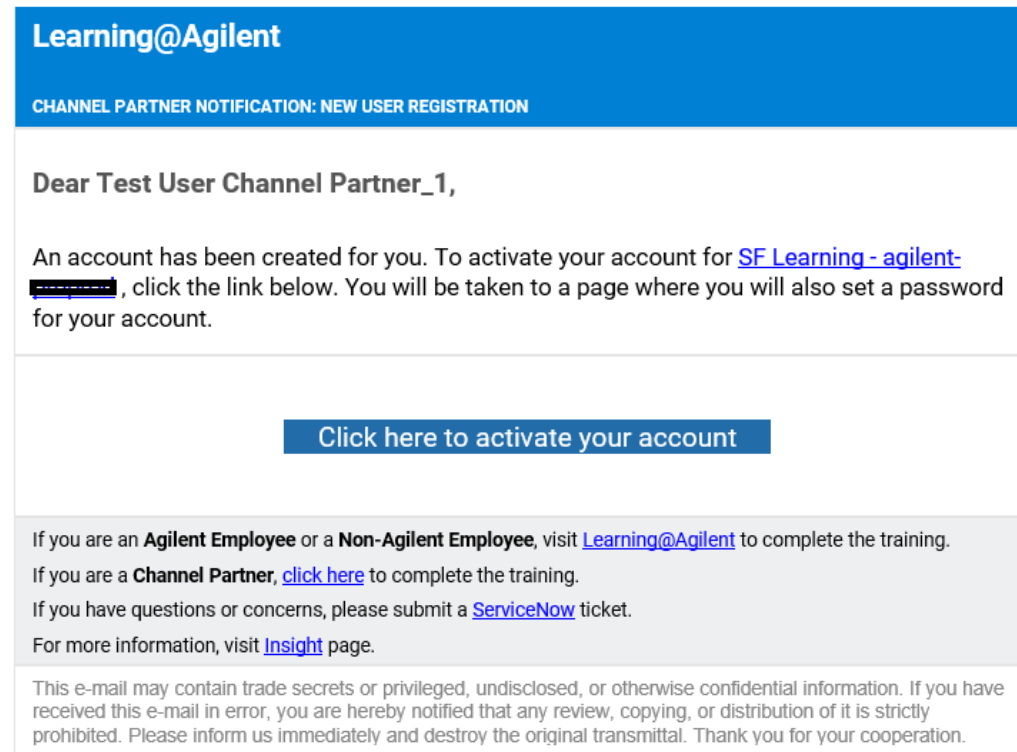 Learning@Agilent
CHANNEL PARTNER NOTIFICATION: NEW USER REGISTRATION
Dear Test User Channel Partner_1,
An account has been created for you. To activate your account for SF Learning - agilent-
, click the link below. You will be taken to a page where you will also set a password
for your account.
Click here to activate your account
If you are an Agilent Employee or a Non-Agilent Employee, visit Learning@Agilent to complete the training.
If you are a Channel Partner, click here to complete the training.
If you have questions or concerns, please submit a ServiceNow ticket.
For more information, visit Insight page.
This e-mail may contain trade secrets or privileged, undisclosed, or otherwise confidential information. If you have
received this e-mail in error, you are hereby notified that any review, copying, or distribution of it is strictly
prohibited. Please inform us immediately and destroy the original transmittal. Thank you for your cooperation.